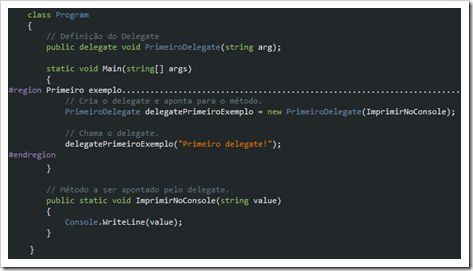 class Program
{
// Definição do Delegate
public delegate void PrimeiroDelegate(string arg);
static void Main(string[] args)
{
#region Primeiro exemplo........................................................................
// Cria o delegate e aponta para o método.
PrimeiroDelegate delegatePrimeiroExemplo = new PrimeiroDelegate(ImprimirNoConsole);
// Chama o delegate.
delegatePrimeiroExemplo("Primeiro delegate!");
#endregion
}
// Método a ser apontado pelo delegate.
public static void ImprimirNoConsole(string value)
{
Console.WriteLine(value);
}
}